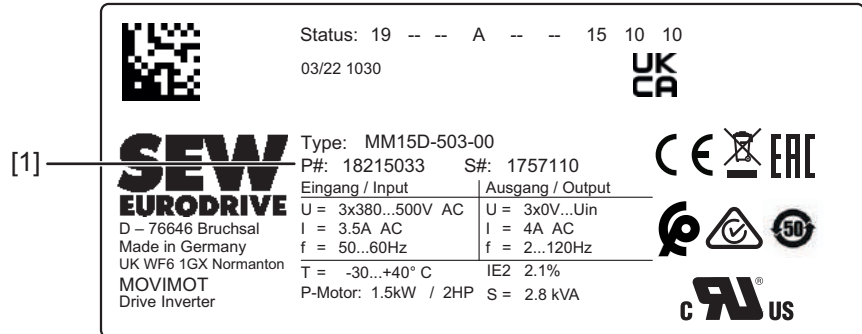 Status: 19 -- -- A -- -- 15 10 10
03/22 1030
UK
CA
[1]
SEW
EURODRIVE
D – 76646 Bruchsal
Made in Germany
UK WF6 1GX Normanton
MOVIMOT
Drive Inverter
Type: MM15D-503-00
P#: 18215033 S#: 1757110
Eingang / Input Ausgang / Output
U = 3x380...500V AC U = 3x0V...Uin
I = 3.5A AC I = 4A AC
f = 50...60Hz f = 2...120Hz
T = -30...+40° C IE2 2.1%
P-Motor: 1.5kW / 2HP S = 2.8 kVA
CE EAC
50
c RU ® US